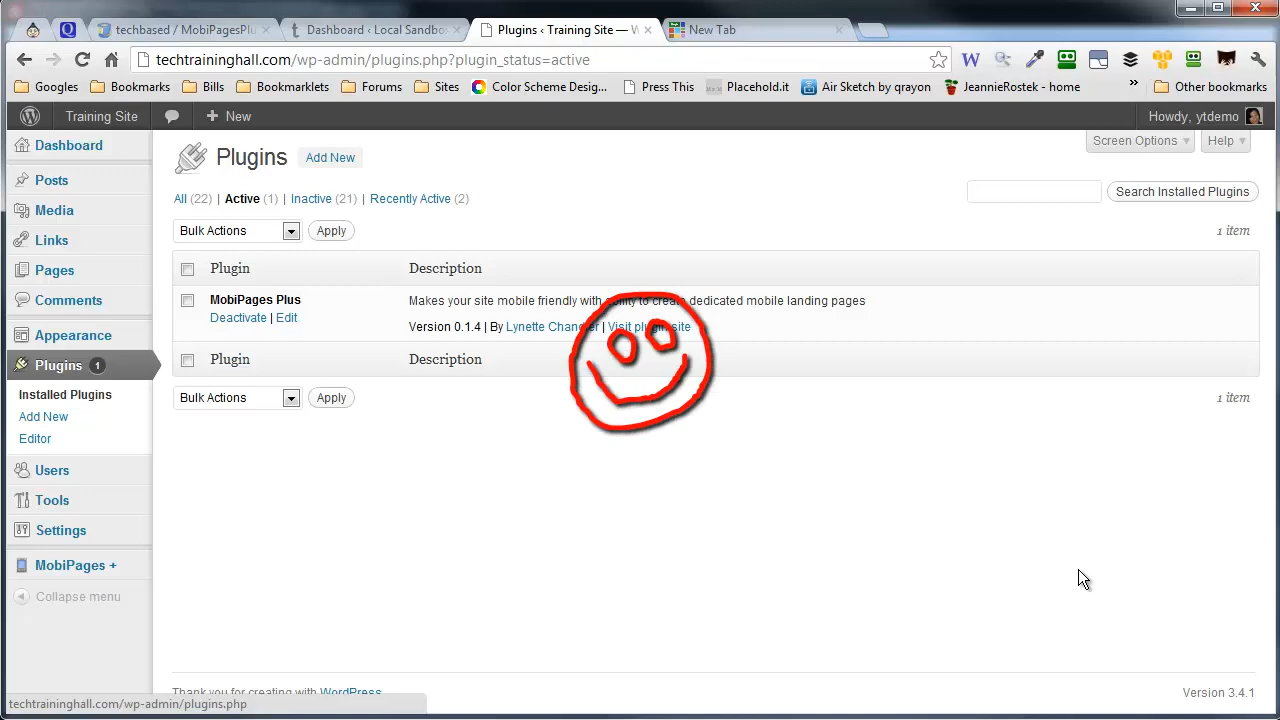 techbased / MobiPagesPlu
Dashboard ‹ Local Sandbo
Plugins ‹ Training Site — W
New Tab
techtraininghall.com/wp-admin/plugins.php?plugin_status=active
Googles
Bookmarks
Bills
Bookmarklets
Forums
Sites
Color Scheme Desig...
Press This
Placehold.it
Air Sketch by qrayon
JeannieRostek - home
»
Other bookmarks
Training Site
+ New
Howdy, ytdemo
Dashboard
Posts
Media
Links
Pages
Comments
Appearance
Plugins 1
Installed Plugins
Add New
Editor
Users
Tools
Settings
MobiPages +
Collapse menu
Screen Options
Help
Plugins Add New
All (22) | Active (1) | Inactive (21) | Recently Active (2)
Search Installed Plugins
Bulk Actions Apply
1 item
Plugin Description
MobiPages Plus
Makes your site mobile friendly with ability to create dedicated mobile landing pages
Deactivate | Edit
Version 0.1.4 | By Lynette Chandler | Visit plugin site
Plugin Description
Bulk Actions Apply
1 item
Thank you for creating with WordPress
Version 3.4.1
techtraininghall.com/wp-admin/plugins.php